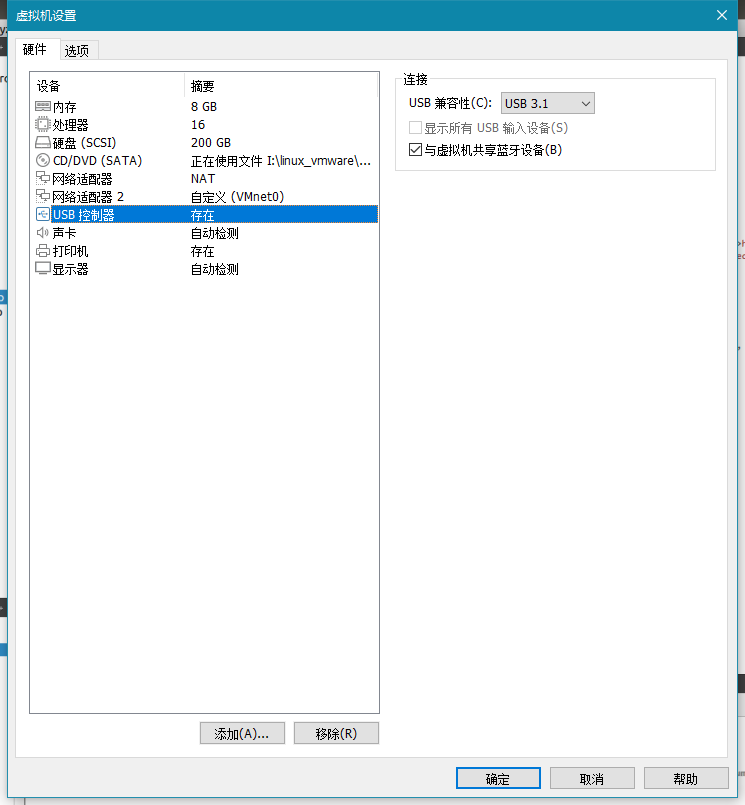 虚拟机设置
硬件 选项
设备 摘要
内存 8 GB
处理器 16
硬盘 (SCSI) 200 GB
CD/DVD (SATA) 正在使用文件 I:\linux_vmware\...
网络适配器 NAT
网络适配器 2 自定义 (VMnet0)
USB 控制器 存在
声卡 自动检测
打印机 存在
显示器 自动检测
连接
USB 兼容性(C): USB 3.1
显示所有 USB 输入设备(S)
与虚拟机共享蓝牙设备(B)
添加(A)... 移除(R)
确定 取消 帮助